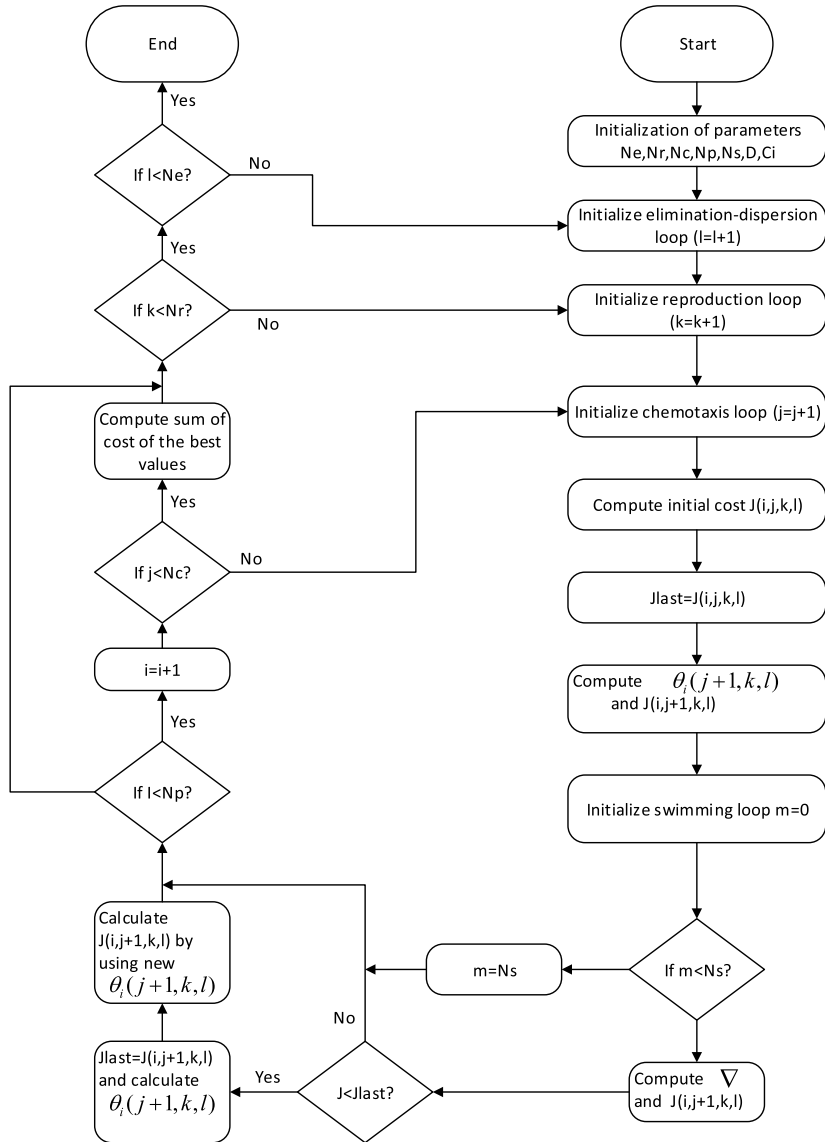 Start
Initialization of parameters
Ne,Nr,Nc,Np,Ns,D,Ci
Initialize elimination-dispersion
loop (l=l+1)
Initialize reproduction loop
(k=k+1)
Initialize chemotaxis loop (j=j+1)
Compute initial cost J(i,j,k,l)
Jlast=J(i,j,k,l)
Compute θᵢ(j+1,k,l)
and J(i,j+1,k,l)
Initialize swimming loop m=0
If m<Ns?
m=Ns
Compute ∇
and J(i,j+1,k,l)
J<Jlast?
No
Yes
Jlast=J(i,j+1,k,l)
and calculate
θᵢ(j+1,k,l)
Calculate
J(i,j+1,k,l) by
using new
θᵢ(j+1,k,l)
If I<Np?
Yes
i=i+1
If j<Nc?
No
Yes
Compute sum of
cost of the best
values
If k<Nr?
No
Yes
If l<Ne?
No
Yes
End